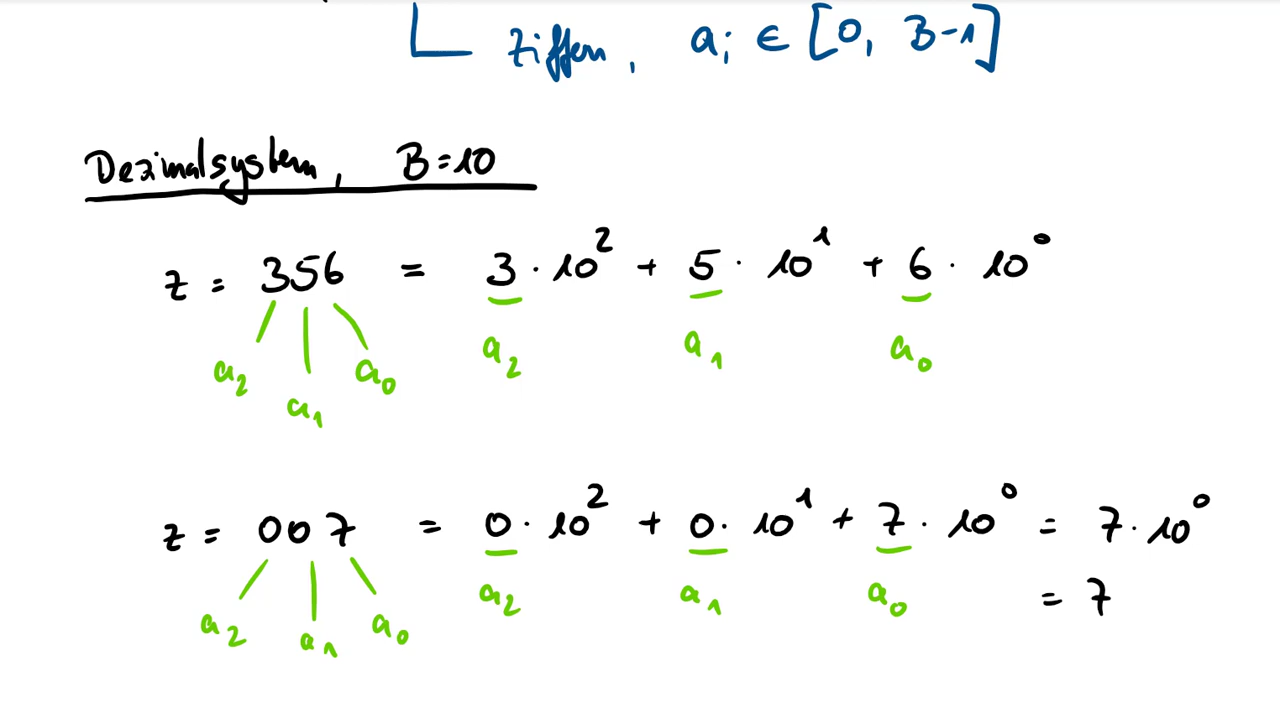 Ziffern, aᵢ ∈ [0, B-1]
Dezimalsystem, B=10
z = 356 = 3 · 10² + 5 · 10¹ + 6 · 10⁰
a₂ a₁ a₀ a₂ a₁ a₀
z = 007 = 0 · 10² + 0 · 10¹ + 7 · 10⁰ = 7 · 10⁰
a₂ a₁ a₀ a₂ a₁ a₀ = 7